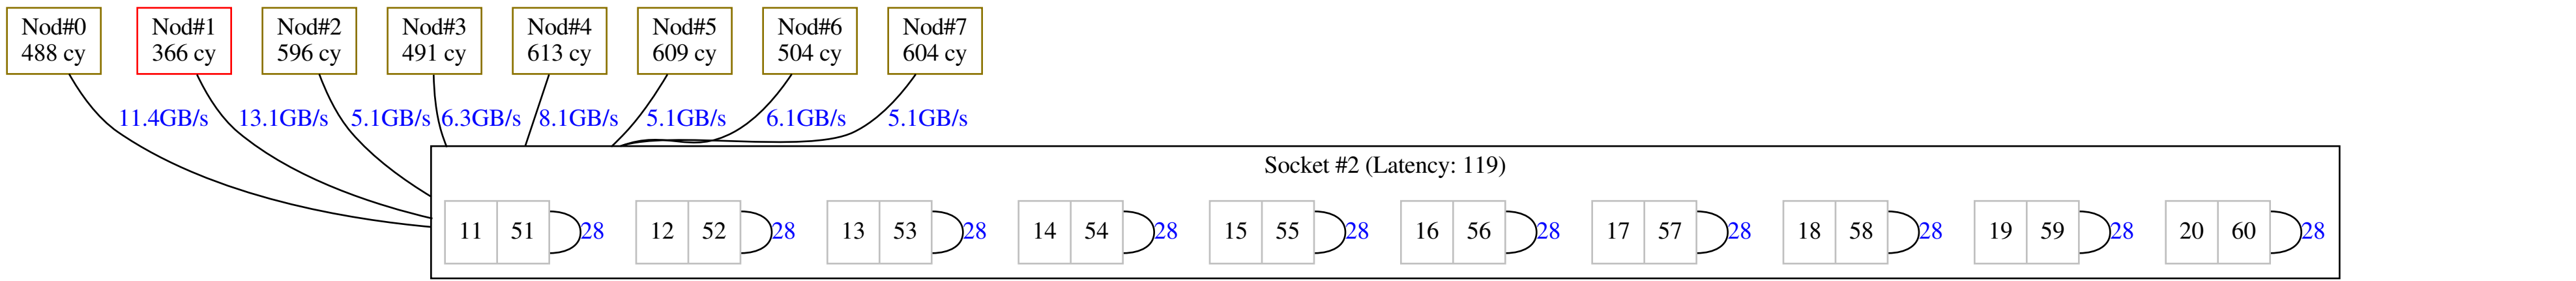 Nod#0
488 cy
Nod#1
366 cy
Nod#2
596 cy
Nod#3
491 cy
Nod#4
613 cy
Nod#5
609 cy
Nod#6
504 cy
Nod#7
604 cy
11.4GB/s
13.1GB/s
5.1GB/s
6.3GB/s
8.1GB/s
5.1GB/s
6.1GB/s
5.1GB/s
Socket #2 (Latency: 119)
11 51 28
12 52 28
13 53 28
14 54 28
15 55 28
16 56 28
17 57 28
18 58 28
19 59 28
20 60 28